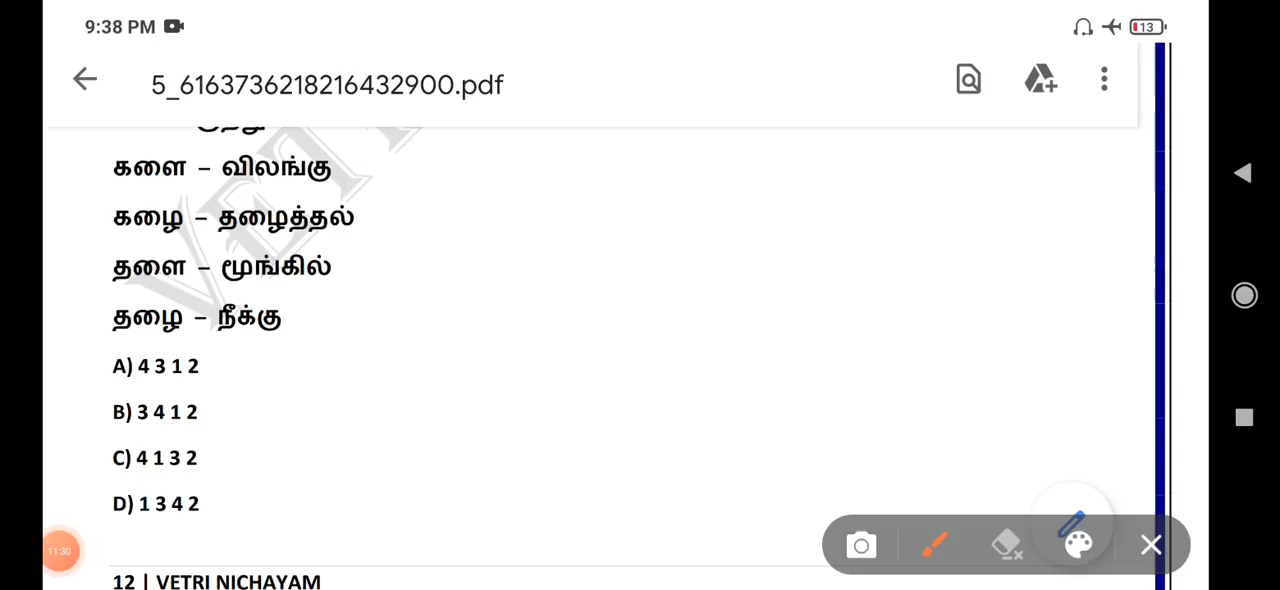 9:38 PM
13
5_6163736218216432900.pdf
களை – விலங்கு
கழை – தழைத்தல்
தளை – மூங்கில்
தழை – நீக்கு
A) 4 3 1 2
B) 3 4 1 2
C) 4 1 3 2
D) 1 3 4 2
11:30
12 | VETRI NICHAYAM